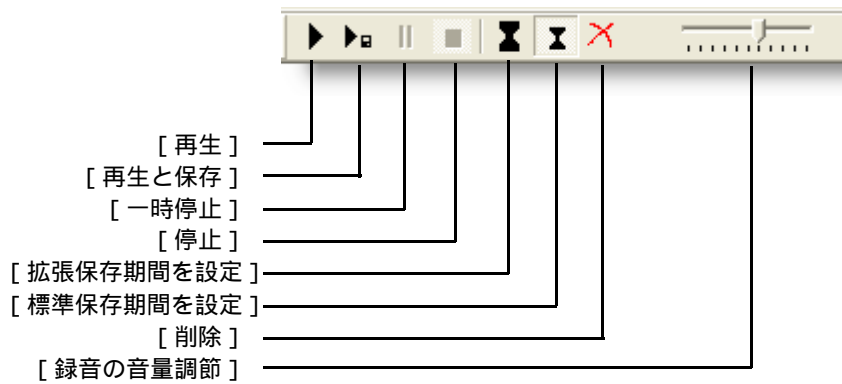 [ 再生 ]
[ 再生と保存 ]
[ 一時停止 ]
[ 停止 ]
[ 拡張保存期間を設定 ]
[ 標準保存期間を設定 ]
[ 削除 ]
[ 録音の音量調節 ]